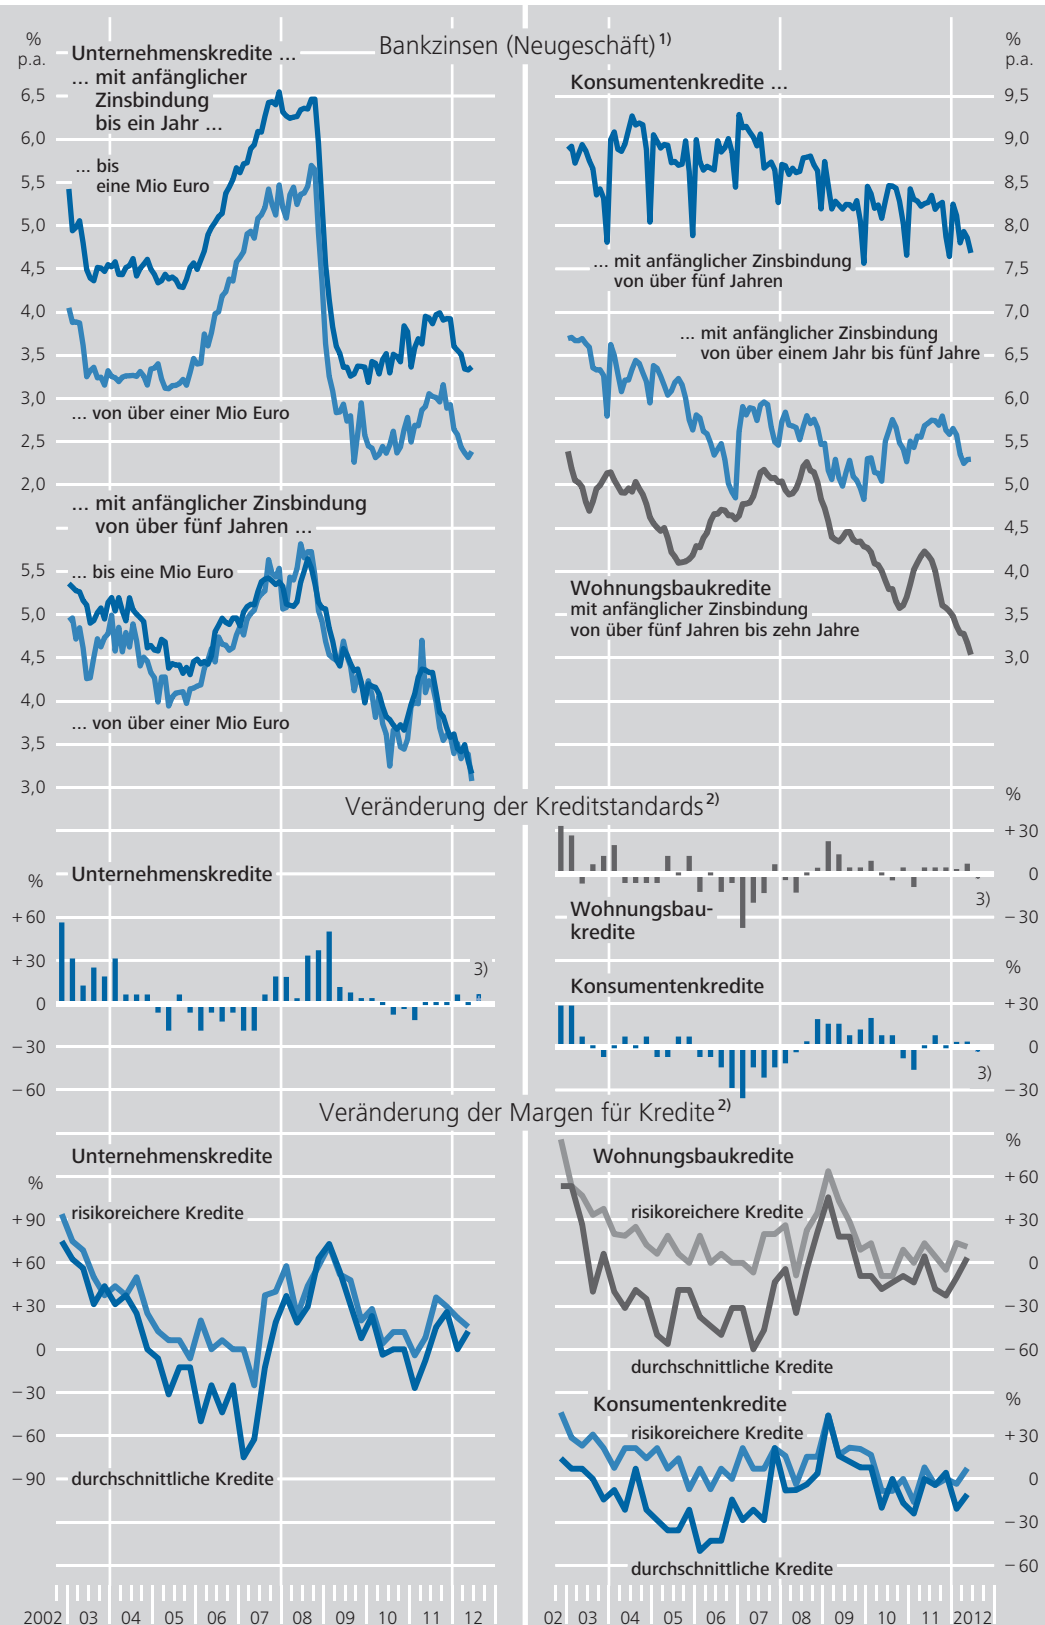 Bankzinsen (Neugeschäft)1)
%
p.a.
Unternehmenskredite ...
... mit anfänglicher
Zinsbindung
bis ein Jahr ...
6,5
6,0
5,5
5,0
4,5
4,0
3,5
3,0
2,5
2,0
... bis
eine Mio Euro
... von über einer Mio Euro
... mit anfänglicher Zinsbindung
von über fünf Jahren ...
5,5
5,0
4,5
4,0
3,5
3,0
... bis eine Mio Euro
... von über einer Mio Euro
%
p.a.
Konsumentenkredite ...
9,5
9,0
8,5
8,0
7,5
7,0
6,5
6,0
5,5
5,0
4,5
4,0
3,5
3,0
... mit anfänglicher Zinsbindung
von über fünf Jahren
... mit anfänglicher Zinsbindung
von über einem Jahr bis fünf Jahre
Wohnungsbaukredite
mit anfänglicher Zinsbindung
von über fünf Jahren bis zehn Jahre
Veränderung der Kreditstandards2)
Unternehmenskredite
%
+ 60
+ 30
0
− 30
− 60
3)
%
+ 30
0
− 30
3)
Wohnungsbau-
kredite
%
Konsumentenkredite
+ 30
0
− 30
3)
Veränderung der Margen für Kredite2)
Unternehmenskredite
%
+ 90
+ 60
+ 30
0
− 30
− 60
− 90
risikoreichere Kredite
durchschnittliche Kredite
%
Wohnungsbaukredite
+ 60
+ 30
0
− 30
− 60
risikoreichere Kredite
durchschnittliche Kredite
%
Konsumentenkredite
risikoreichere Kredite
+ 30
0
− 30
− 60
durchschnittliche Kredite
2002 03 04 05 06 07 08 09 10 11 12
02 03 04 05 06 07 08 09 10 11 2012